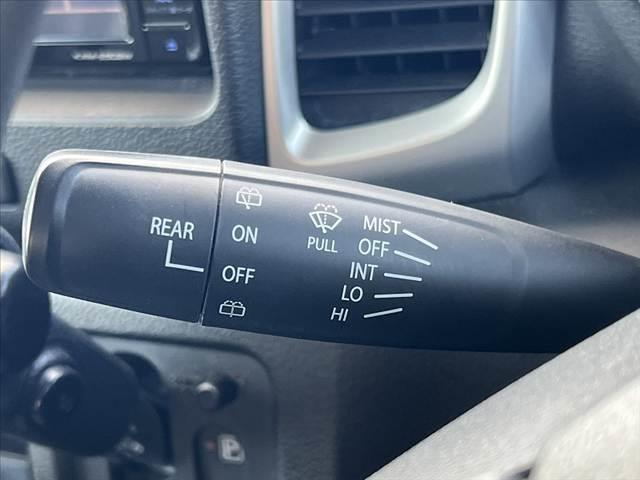 REAR
ON
OFF
PULL
MIST
OFF
INT
LO
HI